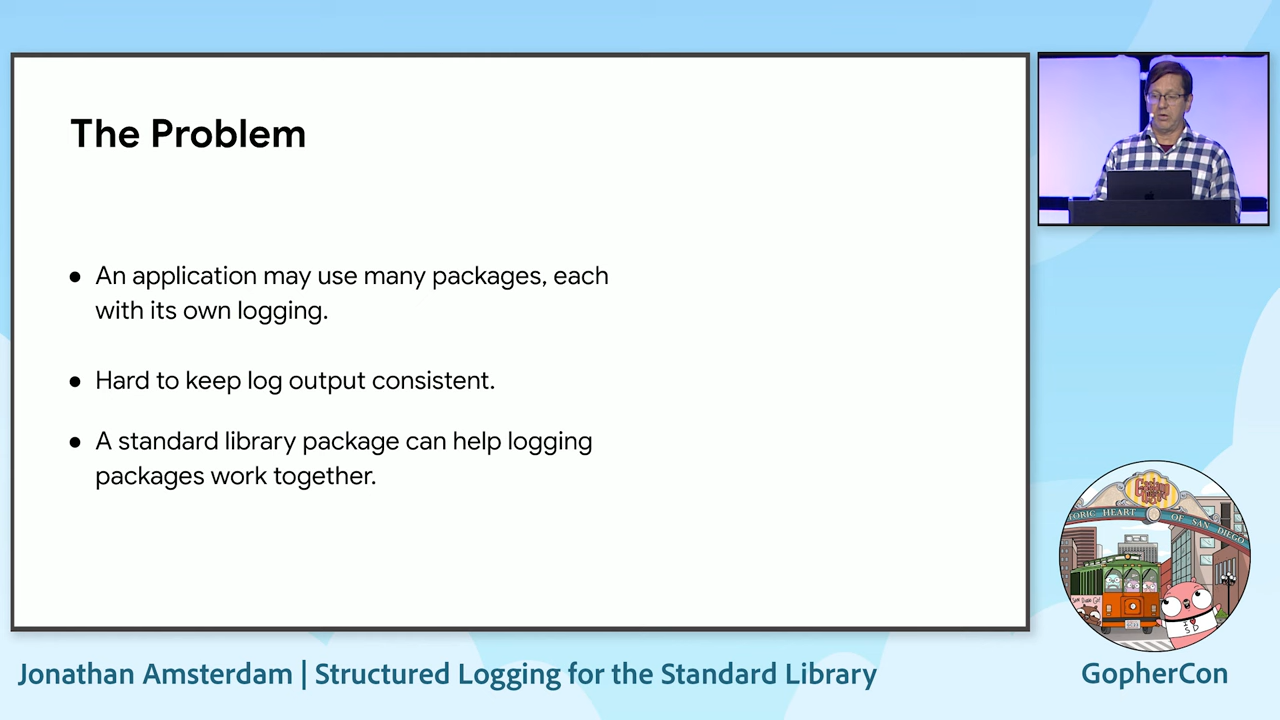 The Problem
● An application may use many packages, each
with its own logging.
● Hard to keep log output consistent.
● A standard library package can help logging
packages work together.
TORIC HEART OF SAN DIEGO
SD
Jonathan Amsterdam | Structured Logging for the Standard Library
GopherCon